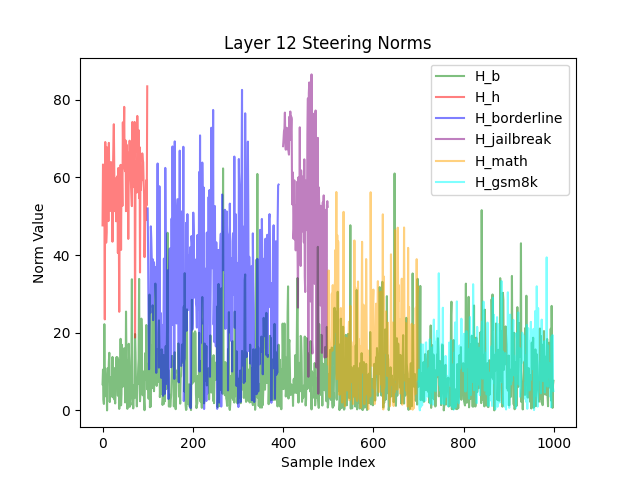 Layer 12 Steering Norms
H_b
H_h
H_borderline
H_jailbreak
H_math
H_gsm8k
Norm Value
80
60
40
20
0
0
200
400
600
800
1000
Sample Index